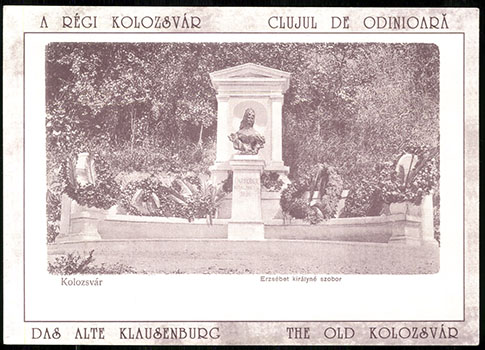 A RÉGI KOLOZSVÁR CLUJUL DE ODINIOARĂ
Kolozsvár Erzsébet királyné szobor
DAS ALTE KLAUSENBURG THE OLD KOLOZSVÁR